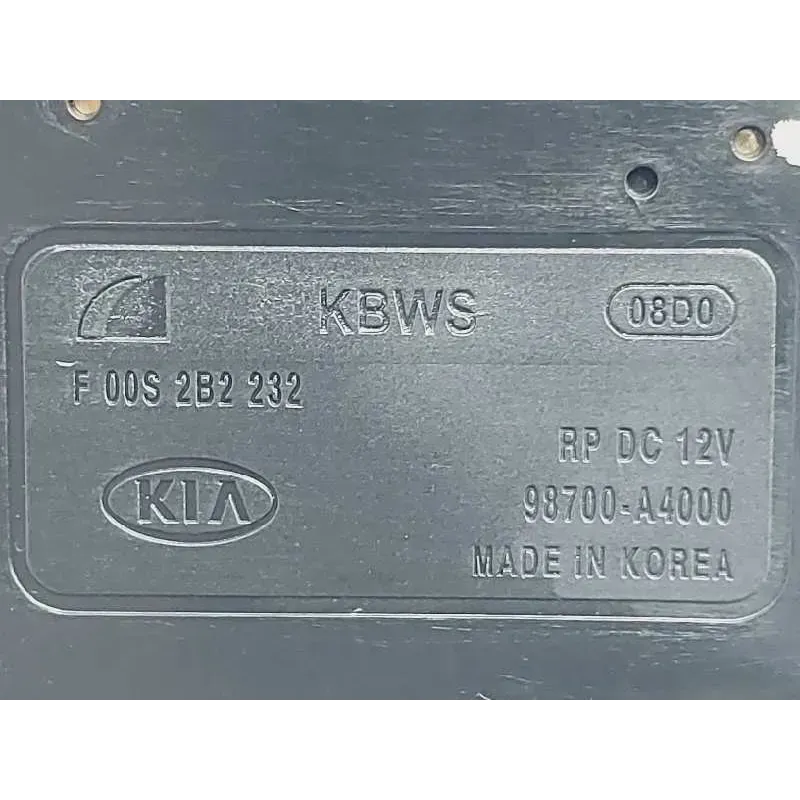 KBWS 08D0
F 00S 2B2 232
RP DC 12V
KIA 98700-A4000
MADE IN KOREA